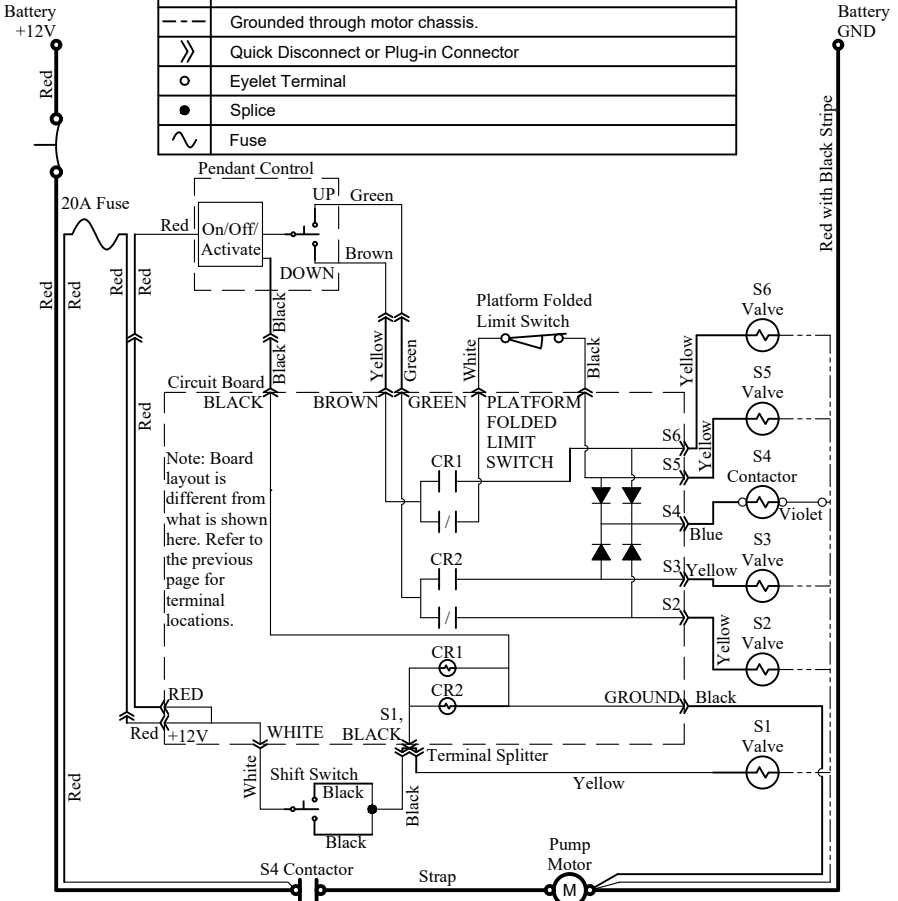 Battery
+12V
Battery
GND
Grounded through motor chassis.
Quick Disconnect or Plug-in Connector
Eyelet Terminal
Splice
Fuse
Red
Red with Black Stripe
Pendant Control
UP
Green
20A Fuse
Red
On/Off/
Activate
Brown
DOWN
Red
Red
Red
Red
Black
Black
Yellow
Green
Platform Folded
Limit Switch
White
Black
S6
Valve
Yellow
Circuit Board
BLACK
BROWN
GREEN
PLATFORM
FOLDED
LIMIT
SWITCH
S5
Valve
Yellow
Red
S6
S5
CR1
S4
Contactor
Note: Board
layout is
different from
what is shown
here. Refer to
the previous
page for
terminal
locations.
S4
Blue
Violet
CR2
S3
Yellow
S3
Valve
S2
Yellow
S2
Valve
CR1
CR2
RED
GROUND
Black
Red
+12V
WHITE
S1,
BLACK
Terminal Splitter
S1
Valve
Red
White
Shift Switch
Black
Black
Black
Yellow
S4 Contactor
Strap
Pump
Motor
M